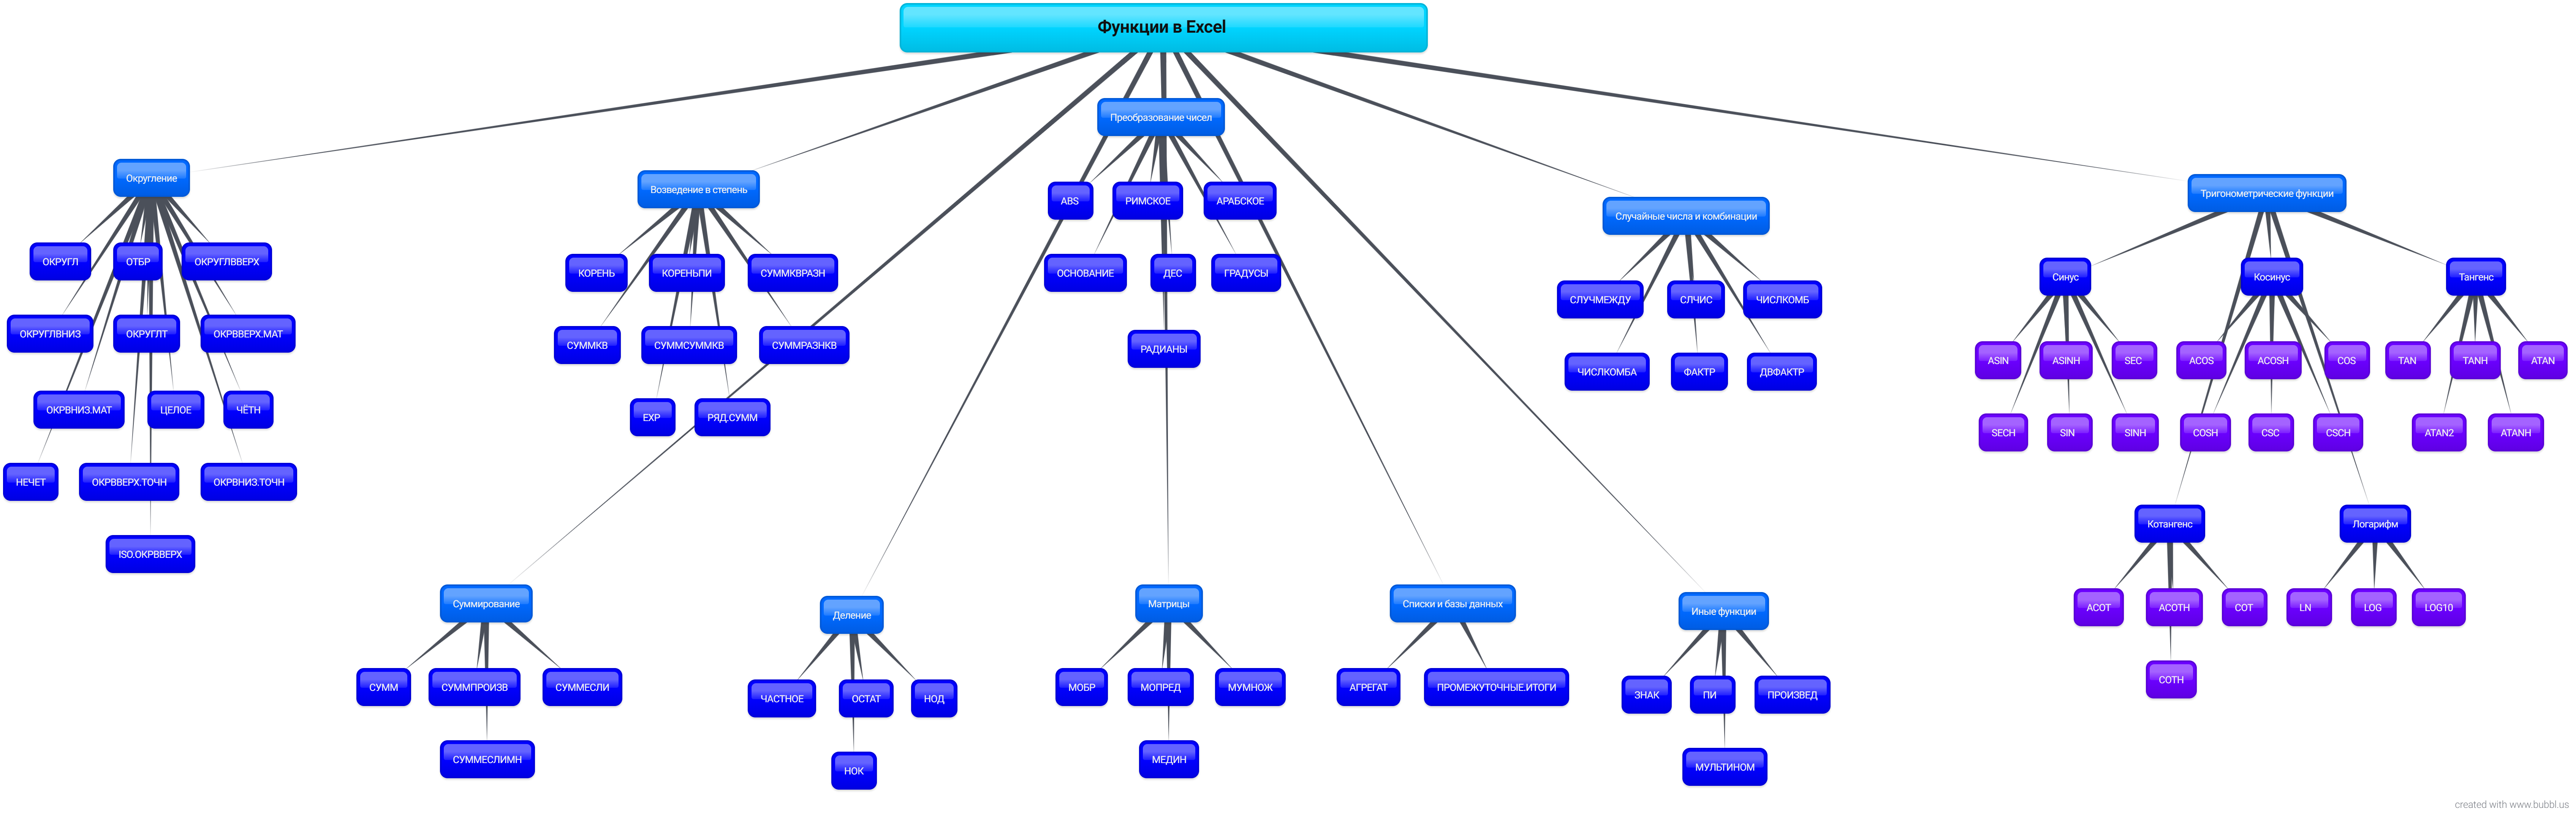 Функции в Excel
Преобразование чисел
Округление
Возведение в степень
Случайные числа и комбинации
Тригонометрические функции
ABS
РИМСКОЕ
АРАБСКОЕ
ОСНОВАНИЕ
ДЕС
ГРАДУСЫ
РАДИАНЫ
ОКРУГЛ
ОТБР
ОКРУГЛВВЕРХ
ОКРУГЛВНИЗ
ОКРУГЛТ
ОКРВВЕРХ.МАТ
ОКРВНИЗ.МАТ
ЦЕЛОЕ
ЧЁТН
НЕЧЕТ
ОКРВВЕРХ.ТОЧН
ОКРВНИЗ.ТОЧН
ISO.ОКРВВЕРХ
КОРЕНЬ
КОРЕНЬПИ
СУММКВРАЗН
СУММКВ
СУММСУММКВ
СУММРАЗНКВ
EXP
РЯД.СУММ
СЛУЧМЕЖДУ
СЛЧИС
ЧИСЛКОМБ
ЧИСЛКОМБА
ФАКТР
ДВФАКТР
Синус
Косинус
Тангенс
ASIN
ASINH
SEC
SECH
SIN
SINH
ACOS
ACOSH
COS
COSH
CSC
CSCH
TAN
TANH
ATAN
ATAN2
ATANH
Котангенс
Логарифм
ACOT
ACOTH
COT
COTH
LN
LOG
LOG10
Суммирование
Деление
Матрицы
Списки и базы данных
Иные функции
СУММ
СУММПРОИЗВ
СУММЕСЛИ
СУММЕСЛИМН
ЧАСТНОЕ
ОСТАТ
НОД
НОК
МОБР
МОПРЕД
МУМНОЖ
МЕДИН
АГРЕГАТ
ПРОМЕЖУТОЧНЫЕ.ИТОГИ
ЗНАК
ПИ
ПРОИЗВЕД
МУЛЬТИНОМ
created with www.bubbl.us